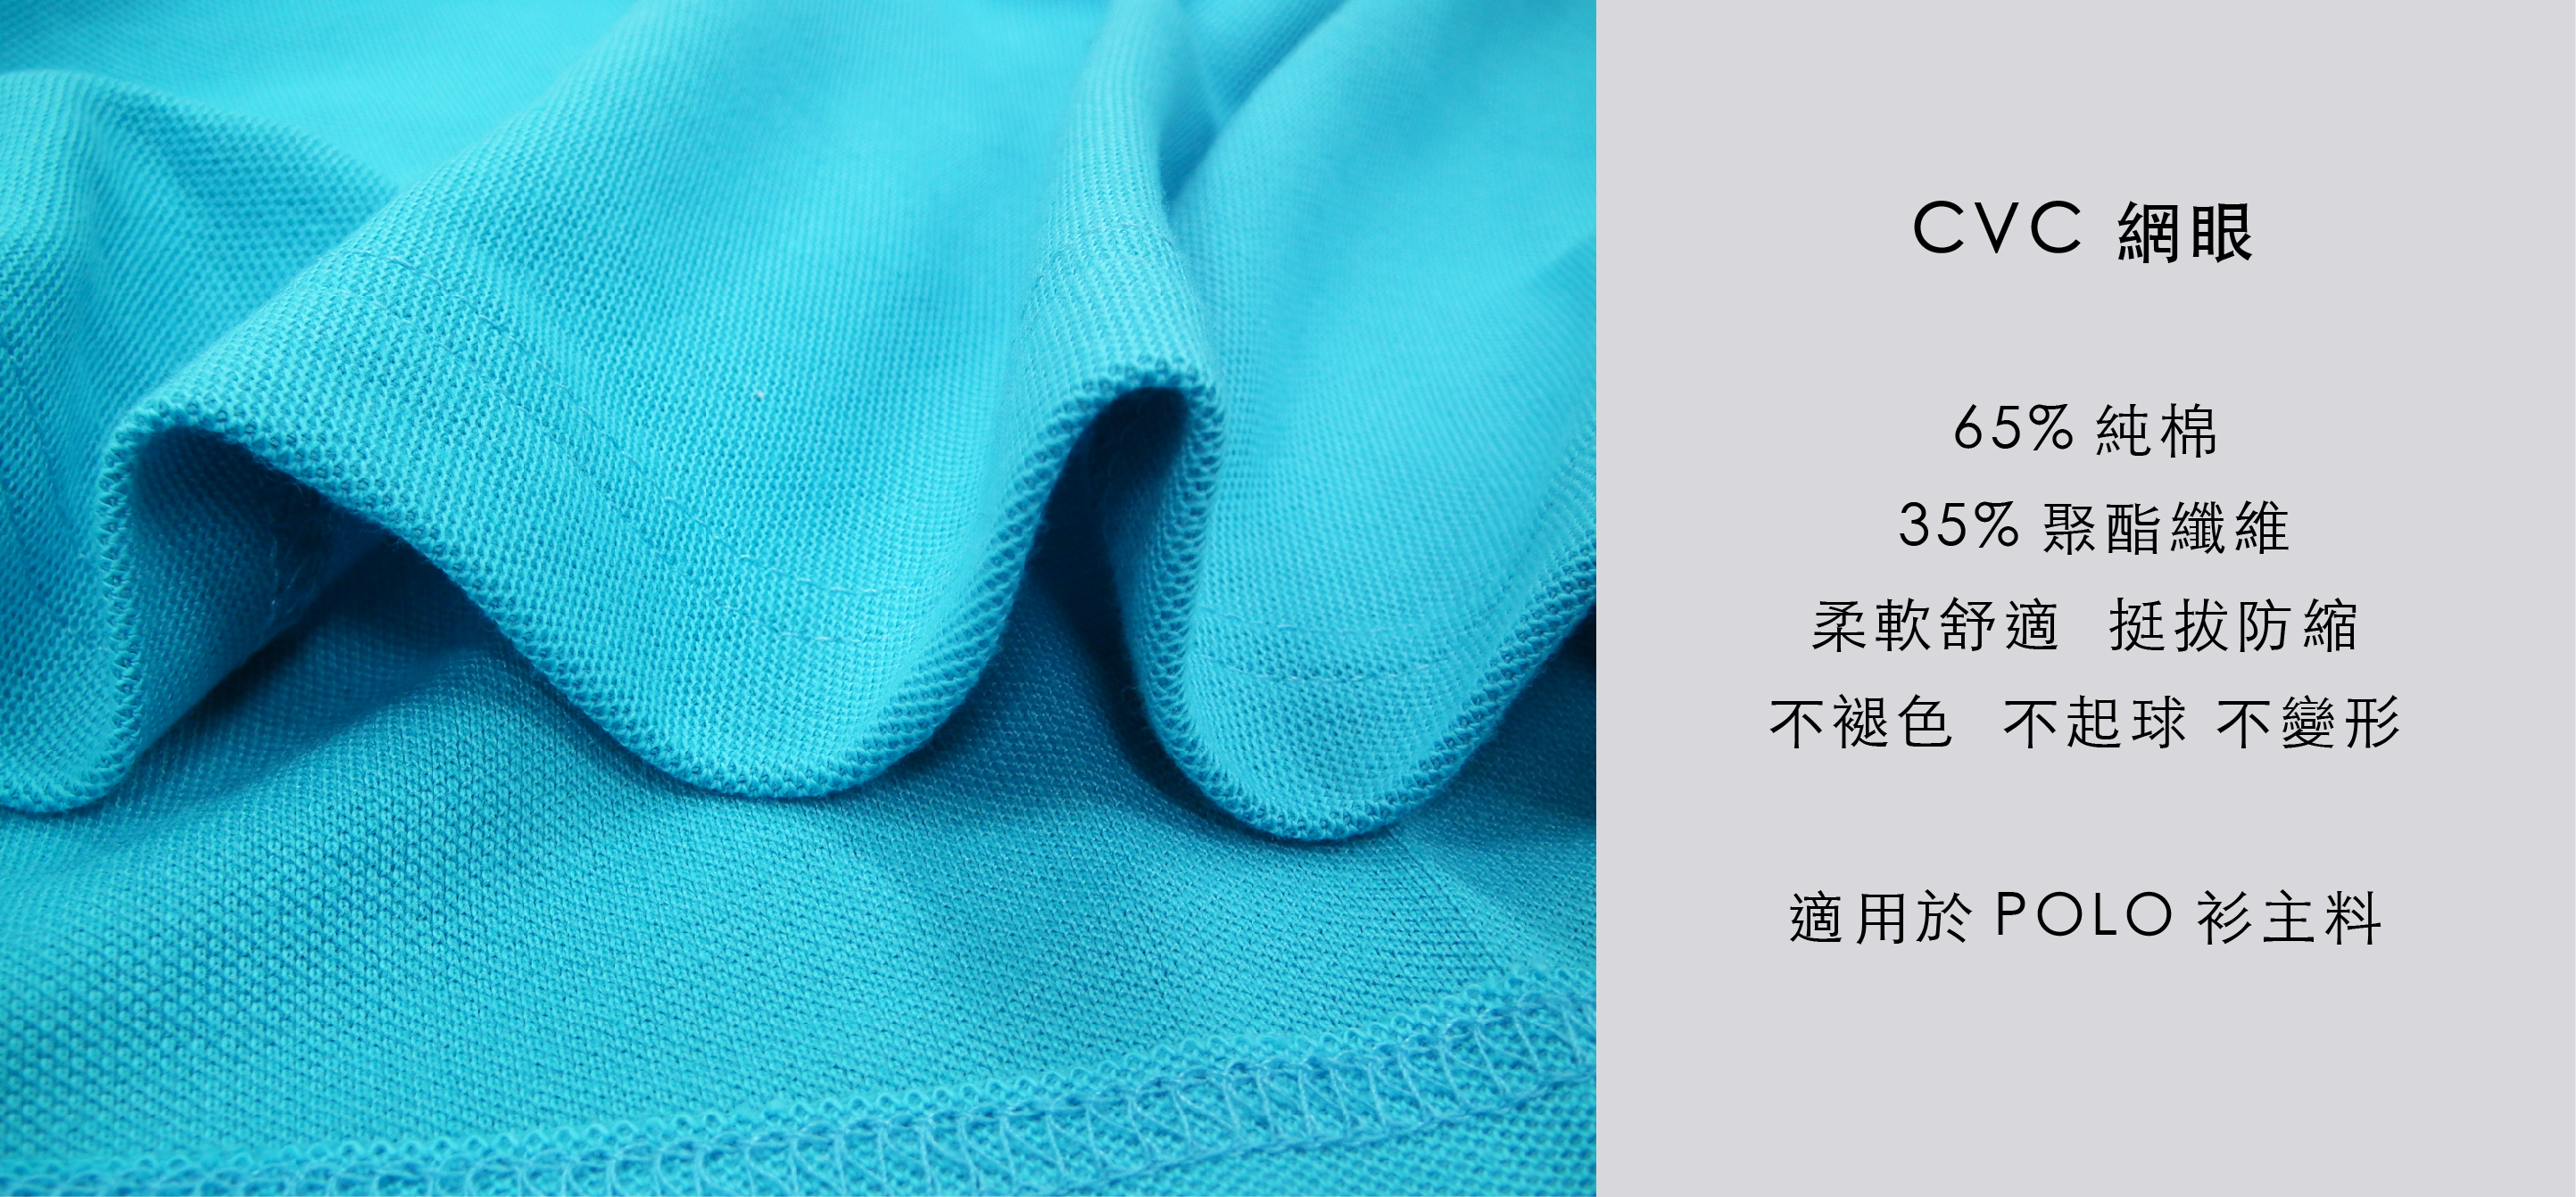 CVC 網眼
65% 純棉
35% 聚酯纖維
柔軟舒適 挺拔防縮
不褪色 不起球 不變形
適用於 POLO 衫主料